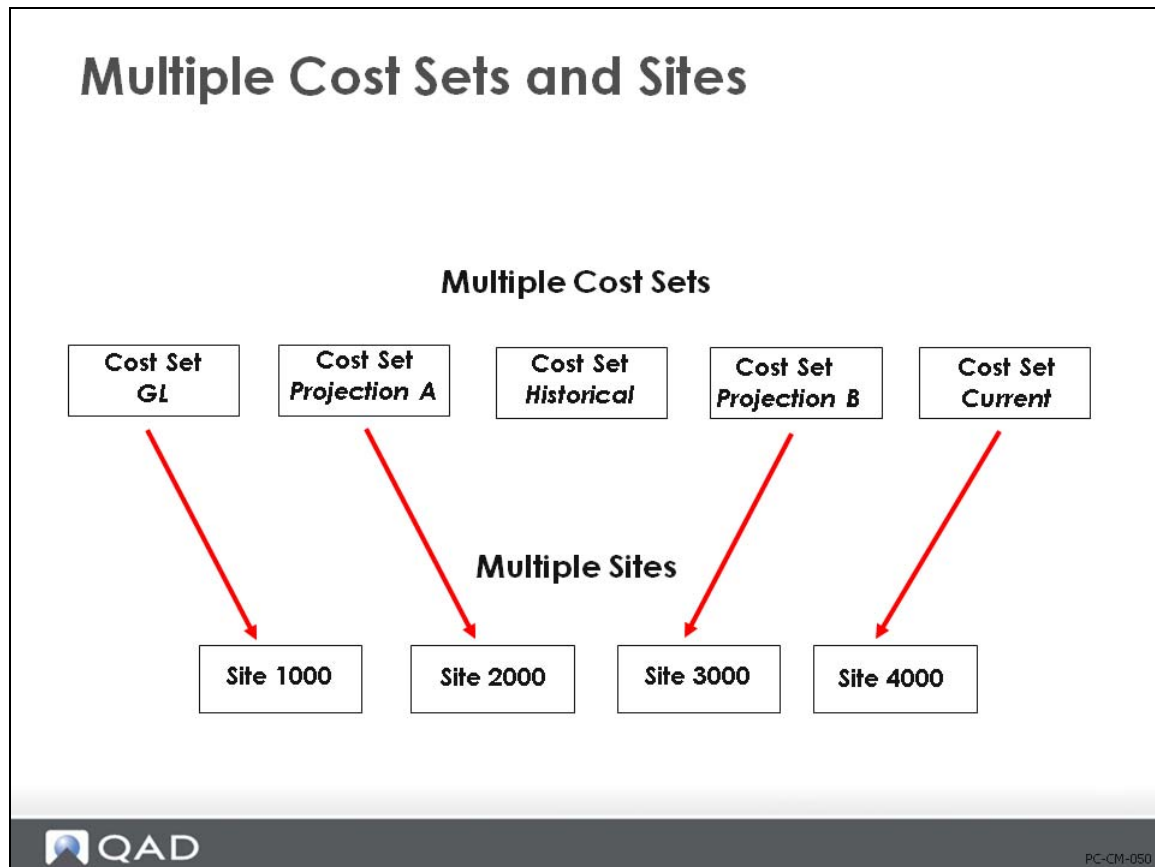 Multiple Cost Sets and Sites
Multiple Cost Sets
Cost Set
GL
Cost Set
Projection A
Cost Set
Historical
Cost Set
Projection B
Cost Set
Current
Multiple Sites
Site 1000
Site 2000
Site 3000
Site 4000
QAD
PC-CM-050